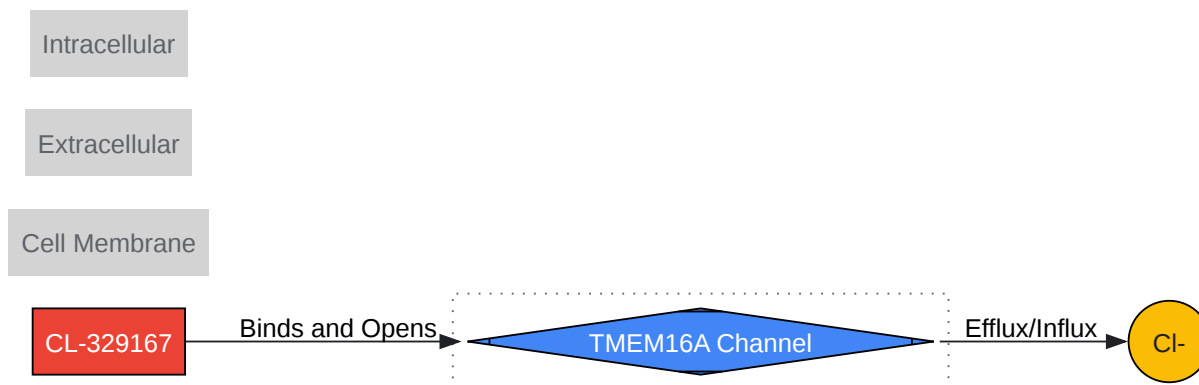 Intracellular
Extracellular
Cell Membrane
CL-329167
Binds and Opens
TMEM16A Channel
Efflux/Influx
Cl-